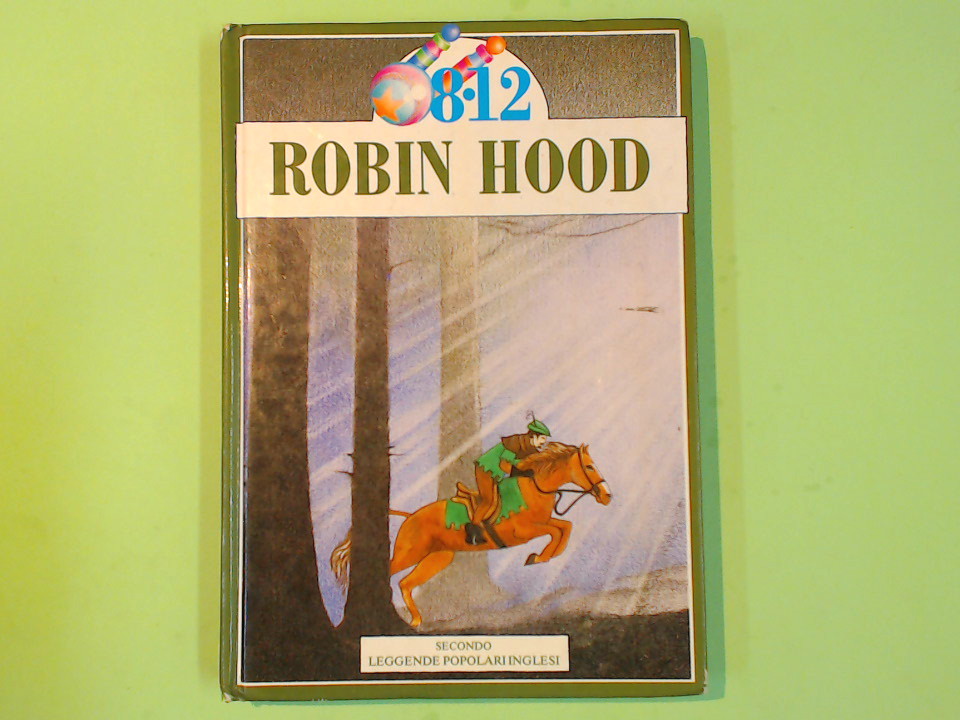 8·12
ROBIN HOOD
SECONDO
LEGGENDE POPOLARI INGLESI